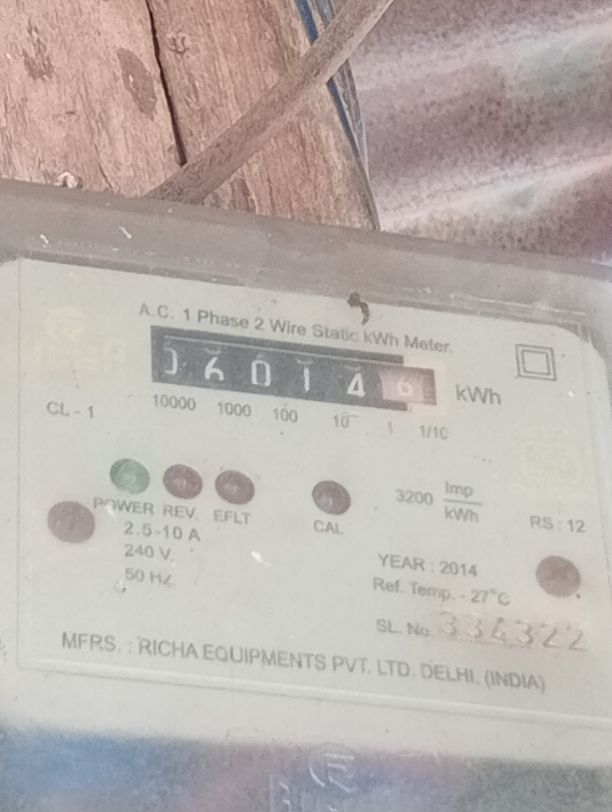 A.C. 1 Phase 2 Wire Static kWh Meter.
06014 6 kWh
CL - 1 10000 1000 100 10 1 1/10
POWER REV. EFLT CAL 3200 Imp/kWh RS : 12
2.5-10 A
240 V
50 Hz
YEAR : 2014
Ref. Temp. - 27°C
SL. No. 334322
MFRS. : RICHA EQUIPMENTS PVT. LTD. DELHI. (INDIA)